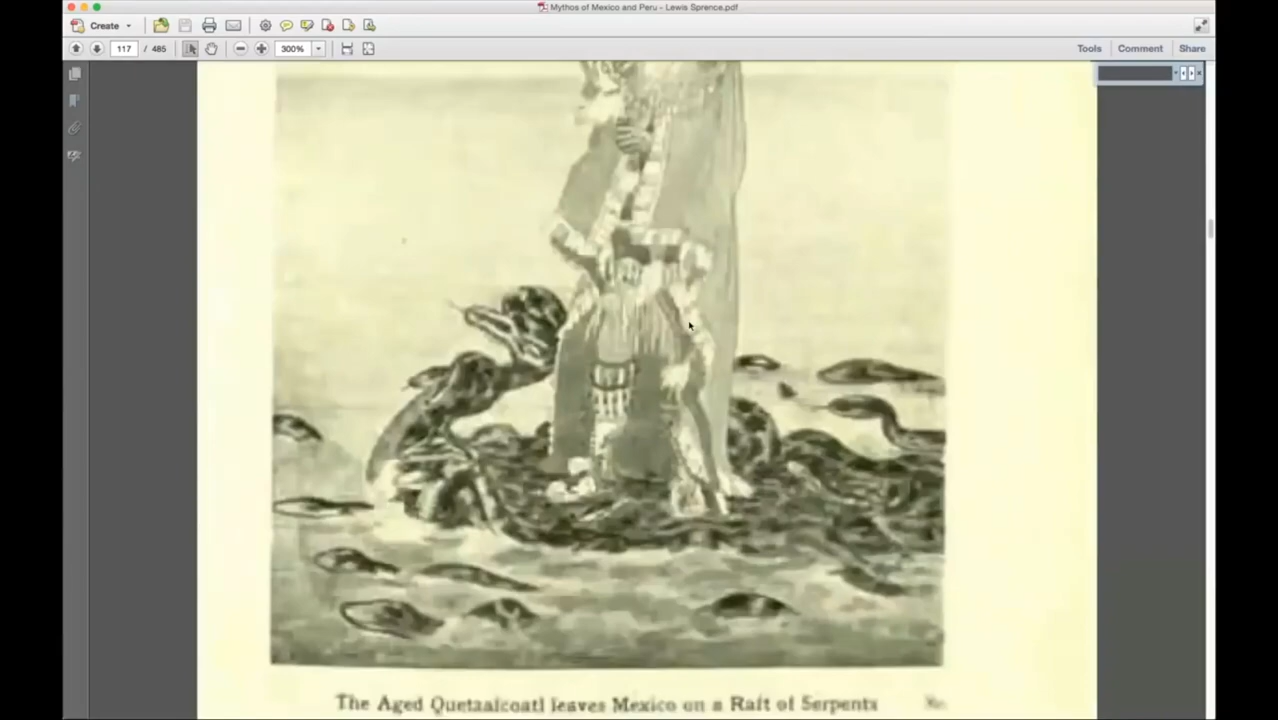 Mythos of Mexico and Peru - Lewis Sprence.pdf
Create
117 / 485
300%
Tools
Comment
Share
The Aged Quetzalcoatl leaves Mexico on a Raft of Serpents